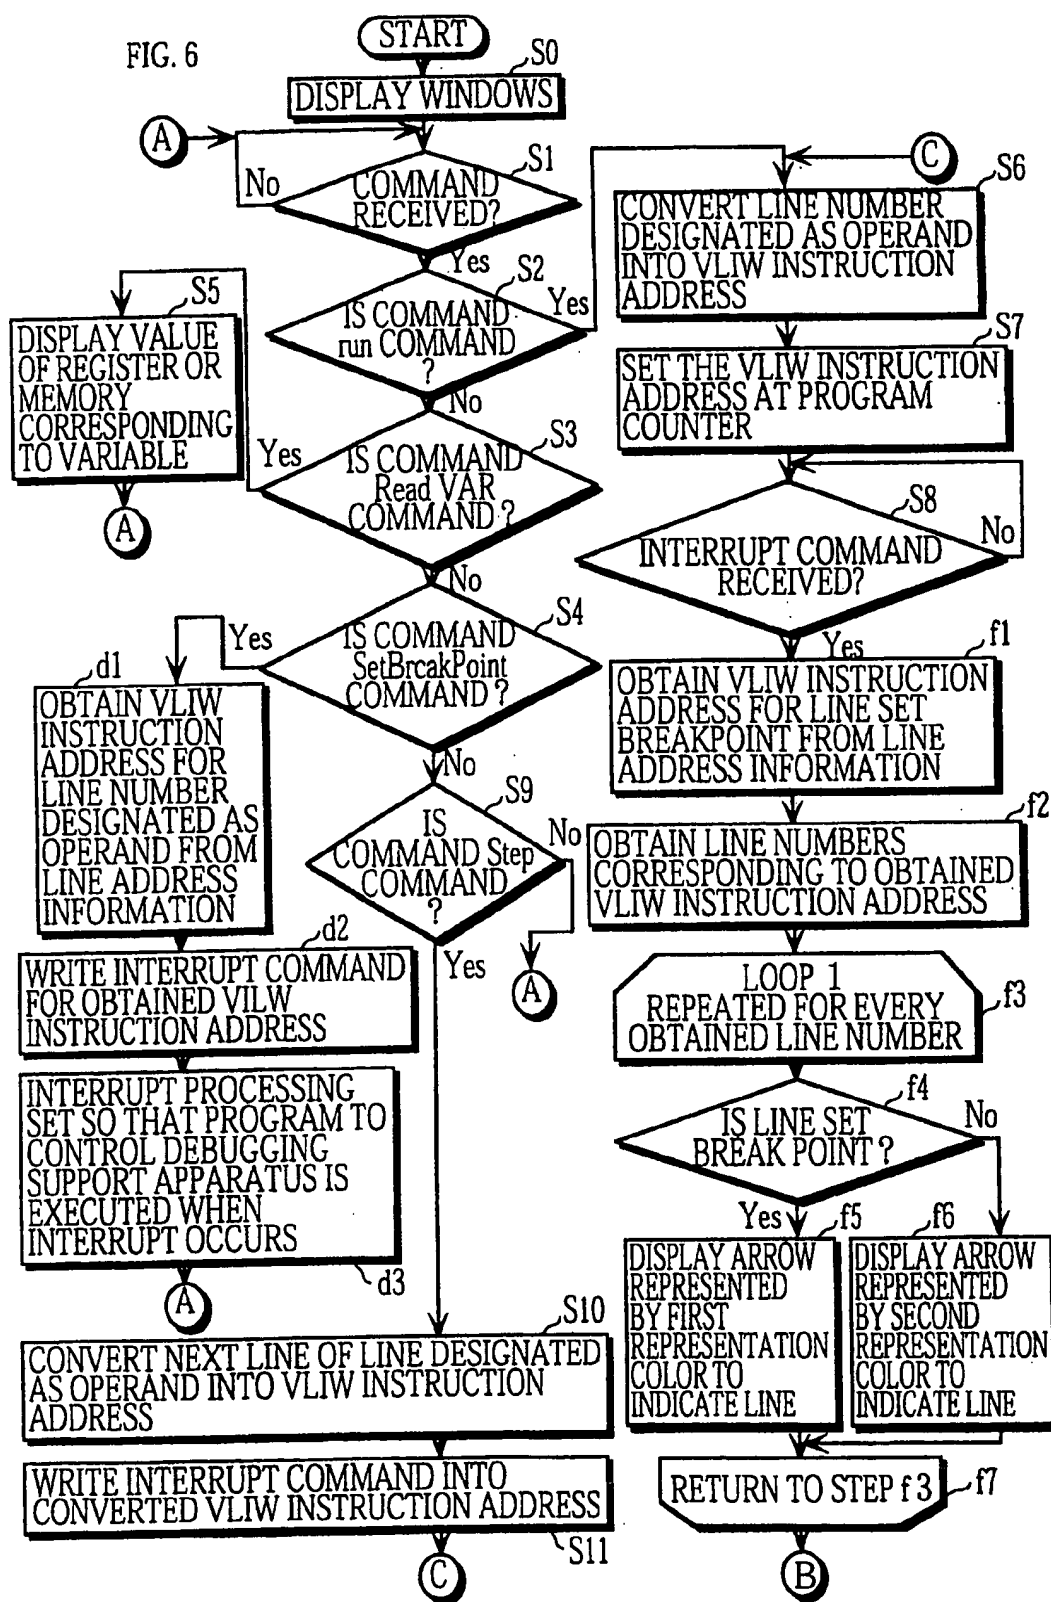 FIG. 6
START
S0
DISPLAY WINDOWS
A
S1
No
COMMAND
RECEIVED?
Yes
S2
Yes
IS COMMAND
run COMMAND
?
No
S5
DISPLAY VALUE
OF REGISTER OR
MEMORY
CORRESPONDING
TO VARIABLE
A
S3
Yes
IS COMMAND
Read VAR
COMMAND ?
No
S4
Yes
IS COMMAND
SetBreakPoint
COMMAND ?
No
d1
OBTAIN VLIW
INSTRUCTION
ADDRESS FOR
LINE NUMBER
DESIGNATED AS
OPERAND FROM
LINE ADDRESS
INFORMATION
d2
WRITE INTERRUPT COMMAND
FOR OBTAINED VILW
INSTRUCTION ADDRESS
INTERRUPT PROCESSING
SET SO THAT PROGRAM TO
CONTROL DEBUGGING
SUPPORT APPARATUS IS
EXECUTED WHEN
INTERRUPT OCCURS
d3
A
S9
No
IS
COMMAND Step
COMMAND
?
Yes
A
S10
CONVERT NEXT LINE OF LINE DESIGNATED
AS OPERAND INTO VLIW INSTRUCTION
ADDRESS
WRITE INTERRUPT COMMAND INTO
CONVERTED VLIW INSTRUCTION ADDRESS
S11
C
C
S6
CONVERT LINE NUMBER
DESIGNATED AS OPERAND
INTO VLIW INSTRUCTION
ADDRESS
S7
SET THE VLIW INSTRUCTION
ADDRESS AT PROGRAM
COUNTER
S8
No
INTERRUPT COMMAND
RECEIVED?
Yes
f1
OBTAIN VLIW INSTRUCTION
ADDRESS FOR LINE SET
BREAKPOINT FROM LINE
ADDRESS INFORMATION
f2
OBTAIN LINE NUMBERS
CORRESPONDING TO OBTAINED
VLIW INSTRUCTION ADDRESS
LOOP 1
REPEATED FOR EVERY
OBTAINED LINE NUMBER
f3
f4
No
IS LINE SET
BREAK POINT ?
Yes
f5
DISPLAY ARROW
REPRESENTED
BY FIRST
REPRESENTATION
COLOR TO
INDICATE LINE
f6
DISPLAY ARROW
REPRESENTED
BY SECOND
REPRESENTATION
COLOR TO
INDICATE LINE
RETURN TO STEP f 3
f7
B